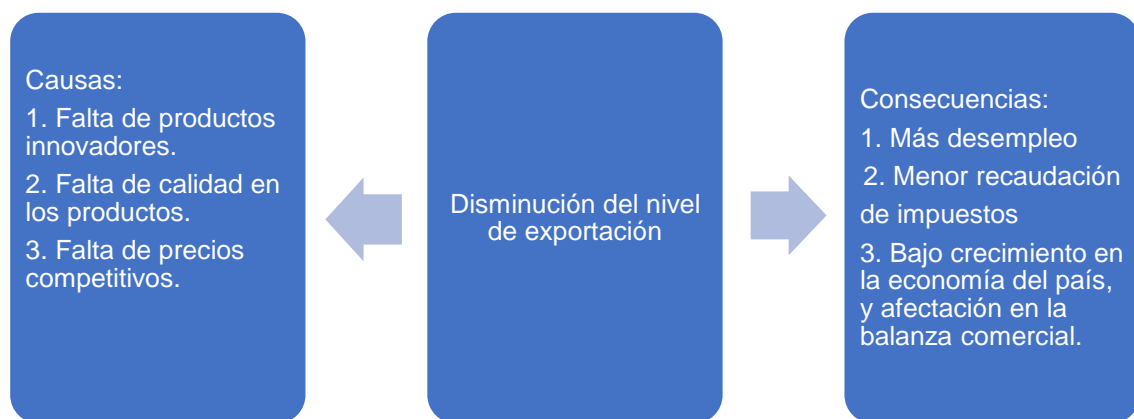 Causas:
1. Falta de productos
innovadores.
2. Falta de calidad en
los productos.
3. Falta de precios
competitivos.
Disminución del nivel
de exportación
Consecuencias:
1. Más desempleo
2. Menor recaudación
de impuestos
3. Bajo crecimiento en
la economía del país,
y afectación en la
balanza comercial.